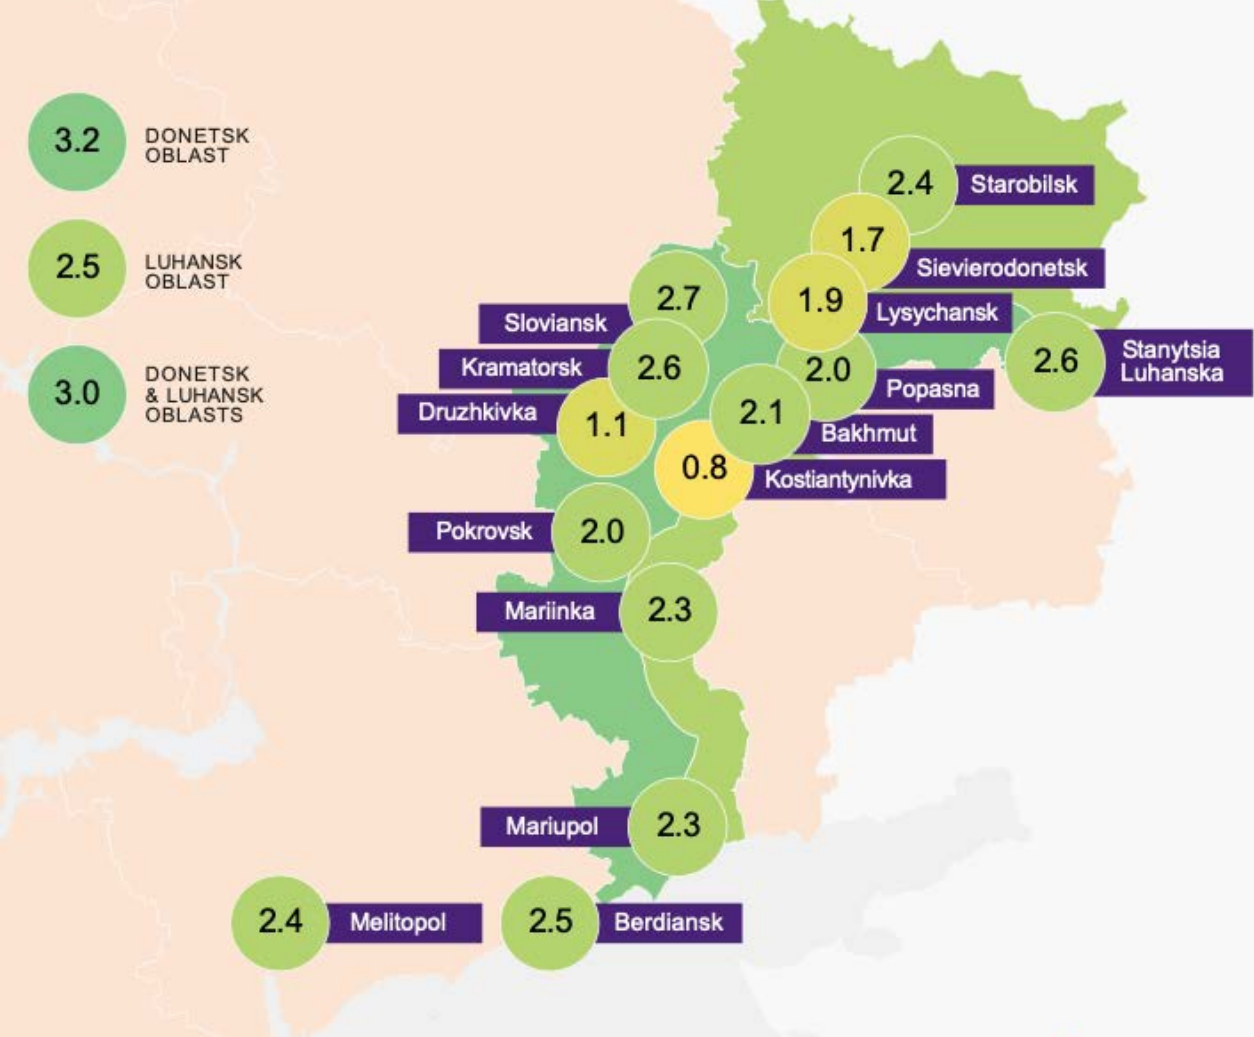 3.2
DONETSK
OBLAST
2.5
LUHANSK
OBLAST
3.0
DONETSK
& LUHANSK
OBLASTS
2.4
Starobilsk
1.7
Sievierodonetsk
1.9
Lysychansk
2.7
Sloviansk
2.6
Stanytsia
Luhanska
2.6
Kramatorsk
2.0
Popasna
1.1
Druzhkivka
2.1
Bakhmut
0.8
Kostiantynivka
2.0
Pokrovsk
2.3
Mariinka
2.3
Mariupol
2.4
Melitopol
2.5
Berdiansk